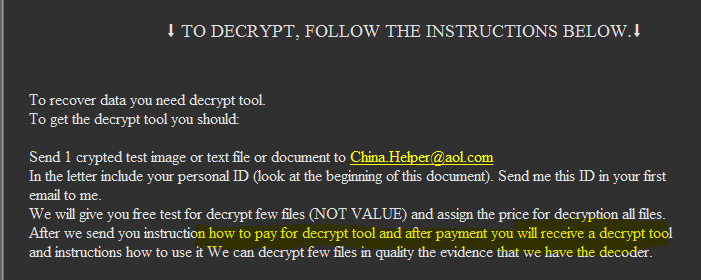 ⬇ TO DECRYPT, FOLLOW THE INSTRUCTIONS BELOW.⬇
To recover data you need decrypt tool.
To get the decrypt tool you should:
Send 1 crypted test image or text file or document to China.Helper@aol.com
In the letter include your personal ID (look at the beginning of this document). Send me this ID in your first
email to me.
We will give you free test for decrypt few files (NOT VALUE) and assign the price for decryption all files.
After we send you instruction how to pay for decrypt tool and after payment you will receive a decrypt tool
and instructions how to use it We can decrypt few files in quality the evidence that we have the decoder.